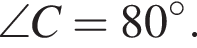 ∠C = 80°.